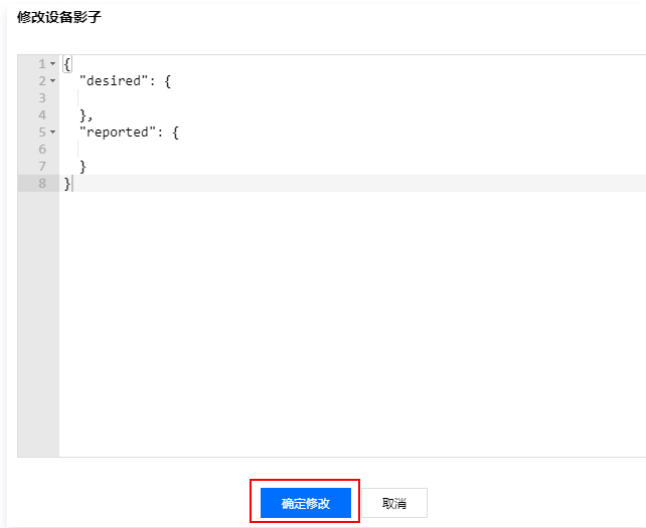 修改设备影子
1 {
2 "desired": {
3
4 },
5 "reported": {
6
7 }
8 }
确定修改 取消